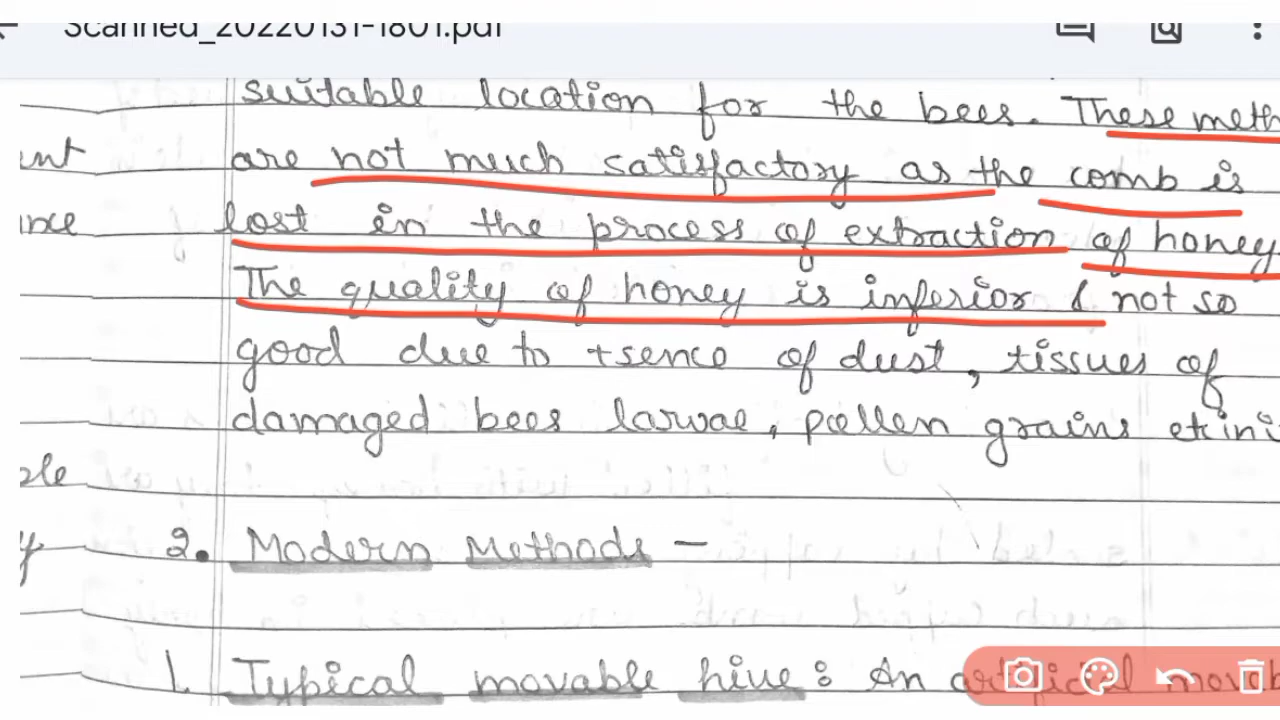 Scanned_20220131-1801.pdf
suitable location for the bees. These meth
ent are not much satisfactory as the comb is
nce lost in the process of extraction of honey.
The quality of honey is inferior & not so
good due to +sence of dust, tissues of
damaged bees larvae, pollen grains etc in
ble
y 2. Modern Methods –
1. Typical movable hive: An artificial movab